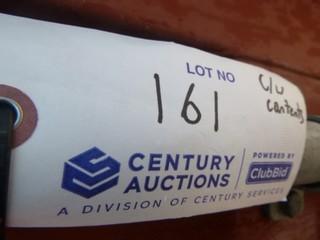 LOT NO
161
C/W
contents
CENTURY
AUCTIONS
POWERED BY
ClubBid
A DIVISION OF CENTURY SERVICES